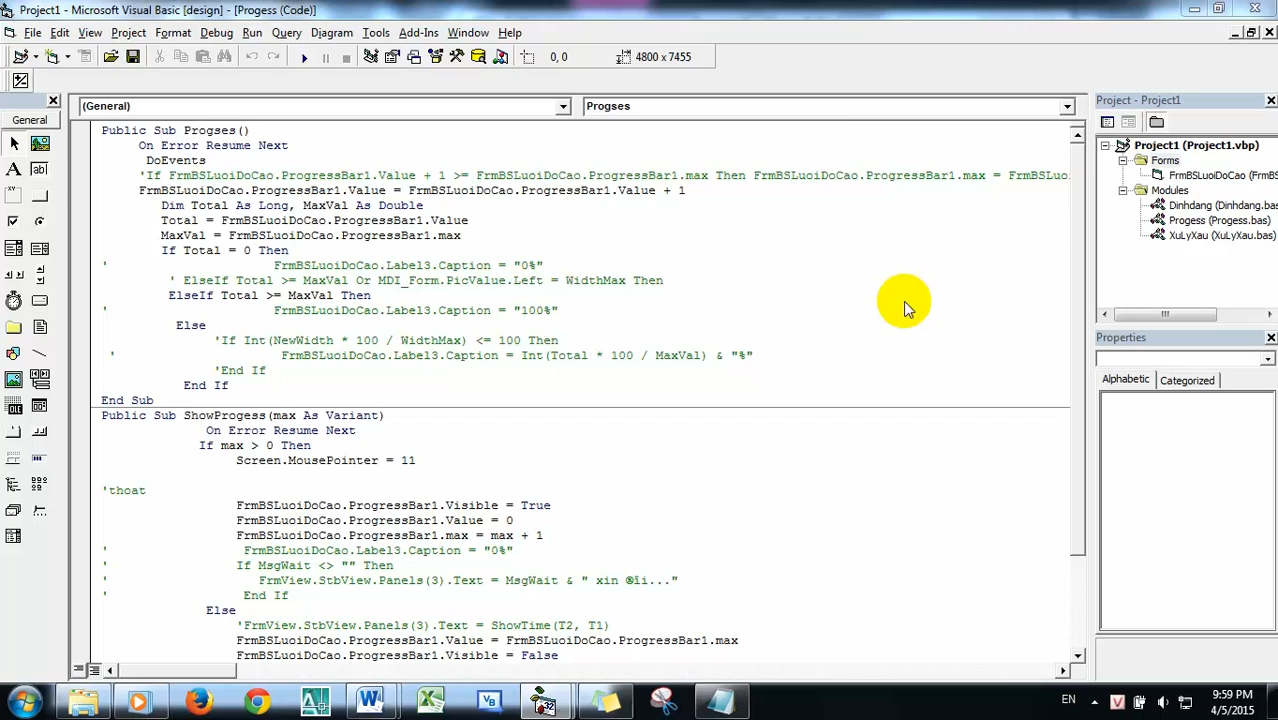 Project1 - Microsoft Visual Basic [design] - [Progess (Code)]
File Edit View Project Format Debug Run Query Diagram Tools Add-Ins Window Help
0, 0 4800 x 7455
General
(General) Progses
Public Sub Progses()
On Error Resume Next
DoEvents
'If FrmBSLuoiDoCao.ProgressBar1.Value + 1 >= FrmBSLuoiDoCao.ProgressBar1.max Then FrmBSLuoiDoCao.ProgressBar1.max = FrmBSLuo
FrmBSLuoiDoCao.ProgressBar1.Value = FrmBSLuoiDoCao.ProgressBar1.Value + 1
Dim Total As Long, MaxVal As Double
Total = FrmBSLuoiDoCao.ProgressBar1.Value
MaxVal = FrmBSLuoiDoCao.ProgressBar1.max
If Total = 0 Then
' FrmBSLuoiDoCao.Label3.Caption = "0%"
' ElseIf Total >= MaxVal Or MDI_Form.PicValue.Left = WidthMax Then
ElseIf Total >= MaxVal Then
' FrmBSLuoiDoCao.Label3.Caption = "100%"
Else
'If Int(NewWidth * 100 / WidthMax) <= 100 Then
' FrmBSLuoiDoCao.Label3.Caption = Int(Total * 100 / MaxVal) & "%"
'End If
End If
End Sub
Public Sub ShowProgess(max As Variant)
On Error Resume Next
If max > 0 Then
Screen.MousePointer = 11
'thoat
FrmBSLuoiDoCao.ProgressBar1.Visible = True
FrmBSLuoiDoCao.ProgressBar1.Value = 0
FrmBSLuoiDoCao.ProgressBar1.max = max + 1
' FrmBSLuoiDoCao.Label3.Caption = "0%"
' If MsgWait <> "" Then
' FrmView.StbView.Panels(3).Text = MsgWait & " xin ®îi..."
' End If
Else
'FrmView.StbView.Panels(3).Text = ShowTime(T2, T1)
FrmBSLuoiDoCao.ProgressBar1.Value = FrmBSLuoiDoCao.ProgressBar1.max
FrmBSLuoiDoCao.ProgressBar1.Visible = False
Project - Project1
Project1 (Project1.vbp)
Forms
FrmBSLuoiDoCao (FrmBS
Modules
Dinhdang (Dinhdang.bas
Progess (Progess.bas)
XuLyXau (XuLyXau.bas)
Properties
Alphabetic Categorized
EN
9:59 PM
4/5/2015